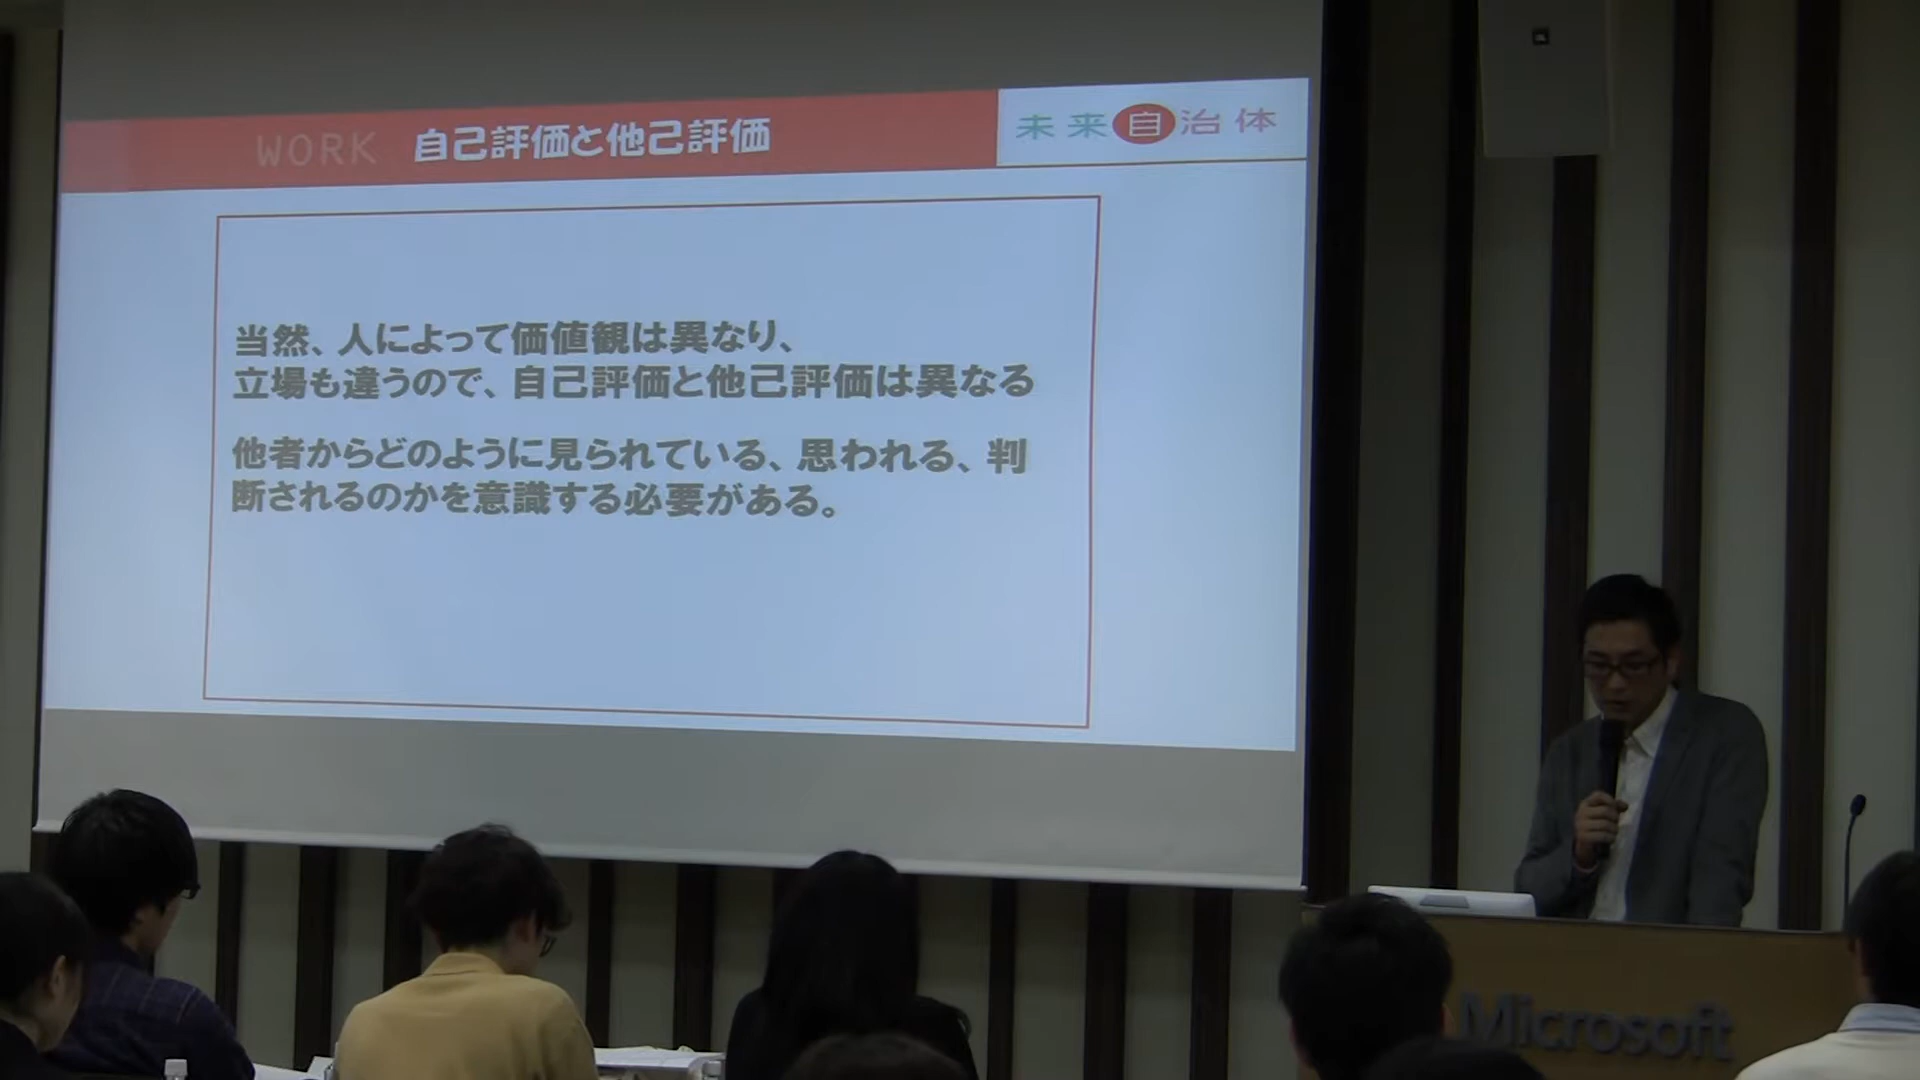 WORK 自己評価と他己評価
未来自治体
当然、人によって価値観は異なり、
立場も違うので、自己評価と他己評価は異なる
他者からどのように見られている、思われる、判
断されるのかを意識する必要がある。
Microsoft